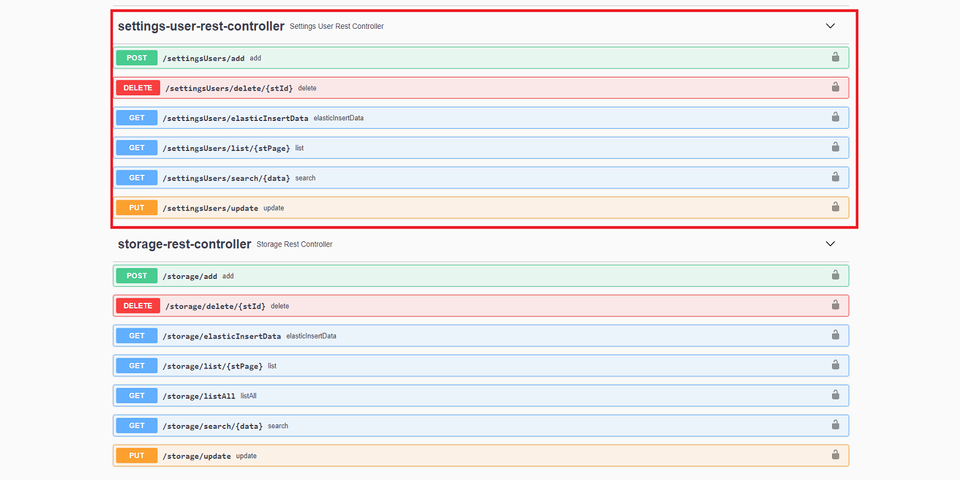 settings-user-rest-controller Settings User Rest Controller
POST /settingsUsers/add add
DELETE /settingsUsers/delete/{stId} delete
GET /settingsUsers/elasticInsertData elasticInsertData
GET /settingsUsers/list/{stPage} list
GET /settingsUsers/search/{data} search
PUT /settingsUsers/update update
storage-rest-controller Storage Rest Controller
POST /storage/add add
DELETE /storage/delete/{stId} delete
GET /storage/elasticInsertData elasticInsertData
GET /storage/list/{stPage} list
GET /storage/listAll listAll
GET /storage/search/{data} search
PUT /storage/update update